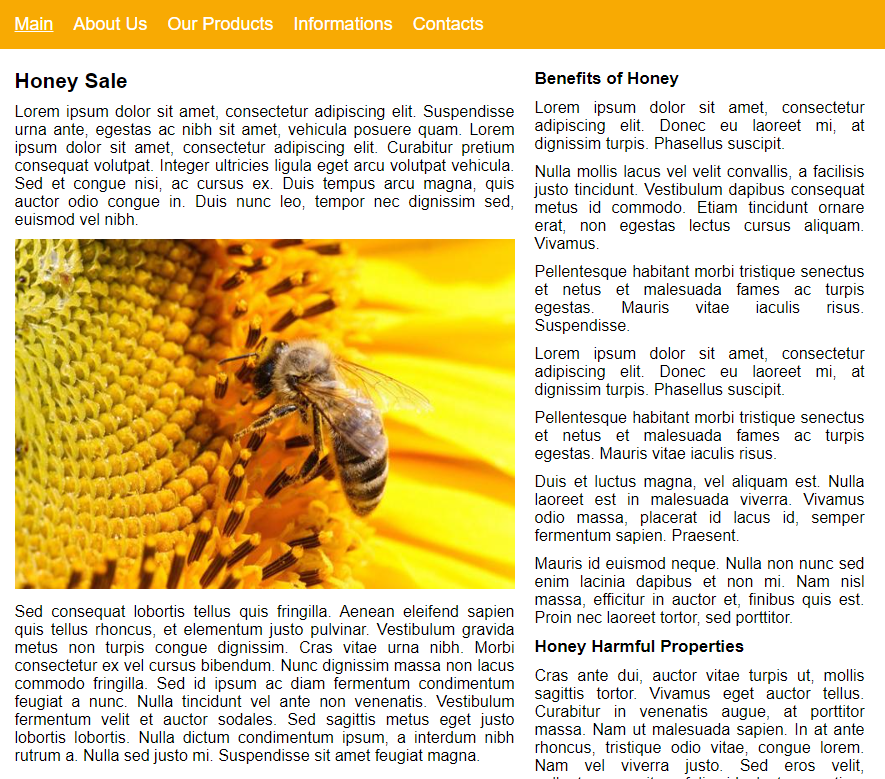 Main About Us Our Products Informations Contacts
Honey Sale
Lorem ipsum dolor sit amet, consectetur adipiscing elit. Suspendisse
urna ante, egestas ac nibh sit amet, vehicula posuere quam. Lorem
ipsum dolor sit amet, consectetur adipiscing elit. Curabitur pretium
consequat volutpat. Integer ultricies ligula eget arcu volutpat vehicula.
Sed et congue nisi, ac cursus ex. Duis tempus arcu magna, quis
auctor odio congue in. Duis nunc leo, tempor nec dignissim sed,
euismod vel nibh.
Sed consequat lobortis tellus quis fringilla. Aenean eleifend sapien
quis tellus rhoncus, et elementum justo pulvinar. Vestibulum gravida
metus non turpis congue dignissim. Cras vitae urna nibh. Morbi
consectetur ex vel cursus bibendum. Nunc dignissim massa non lacus
commodo fringilla. Sed id ipsum ac diam fermentum condimentum
feugiat a nunc. Nulla tincidunt vel ante non venenatis. Vestibulum
fermentum velit et auctor sodales. Sed sagittis metus eget justo
lobortis lobortis. Nulla dictum condimentum ipsum, a interdum nibh
rutrum a. Nulla sed justo mi. Suspendisse sit amet feugiat magna.
Benefits of Honey
Lorem ipsum dolor sit amet, consectetur
adipiscing elit. Donec eu laoreet mi, at
dignissim turpis. Phasellus suscipit.
Nulla mollis lacus vel velit convallis, a facilisis
justo tincidunt. Vestibulum dapibus consequat
metus id commodo. Etiam tincidunt ornare
erat, non egestas lectus cursus aliquam.
Vivamus.
Pellentesque habitant morbi tristique senectus
et netus et malesuada fames ac turpis
egestas. Mauris vitae iaculis risus.
Suspendisse.
Lorem ipsum dolor sit amet, consectetur
adipiscing elit. Donec eu laoreet mi, at
dignissim turpis. Phasellus suscipit.
Pellentesque habitant morbi tristique senectus
et netus et malesuada fames ac turpis
egestas. Mauris vitae iaculis risus.
Duis et luctus magna, vel aliquam est. Nulla
laoreet est in malesuada viverra. Vivamus
odio massa, placerat id lacus id, semper
fermentum sapien. Praesent.
Mauris id euismod neque. Nulla non nunc sed
enim lacinia dapibus et non mi. Nam nisl
massa, efficitur in auctor et, finibus quis est.
Proin nec laoreet tortor, sed porttitor.
Honey Harmful Properties
Cras ante dui, auctor vitae turpis ut, mollis
sagittis tortor. Vivamus eget auctor tellus.
Curabitur in venenatis augue, at porttitor
massa. Nam ut malesuada sapien. In at ante
rhoncus, tristique odio vitae, congue lorem.
Nam vel viverra justo. Sed eros velit,